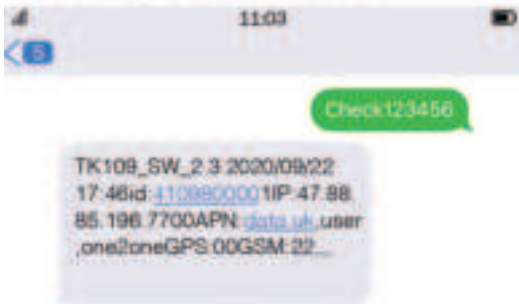 11:03
5
Check123456
TK109_SW_2.3 2020/09/22
17:46id:4109800001IP:47.88.
85.196.7700APN:data.uk,user
,one2oneGPS:00GSM:22__